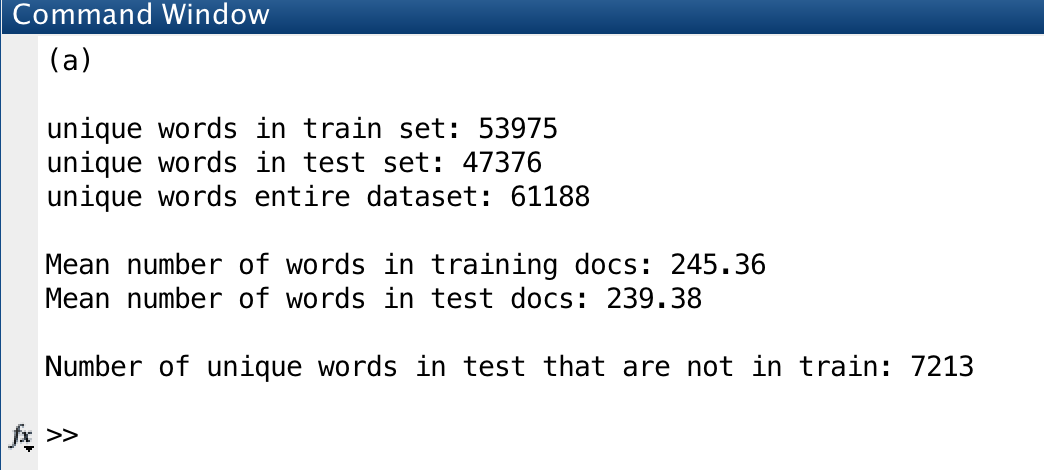 Command Window
(a)
unique words in train set: 53975
unique words in test set: 47376
unique words entire dataset: 61188
Mean number of words in training docs: 245.36
Mean number of words in test docs: 239.38
Number of unique words in test that are not in train: 7213
fx >>